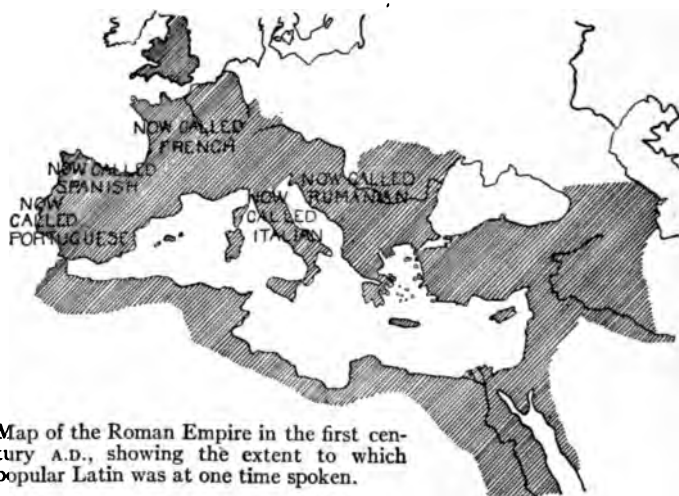 NOW CALLED
FRENCH
NOW CALLED
SPANISH
NOW
CALLED
PORTUGUESE
NOW
CALLED
ITALIAN
NOW CALLED
RUMANIAN
Map of the Roman Empire in the first cen-
tury A.D., showing the extent to which
popular Latin was at one time spoken.